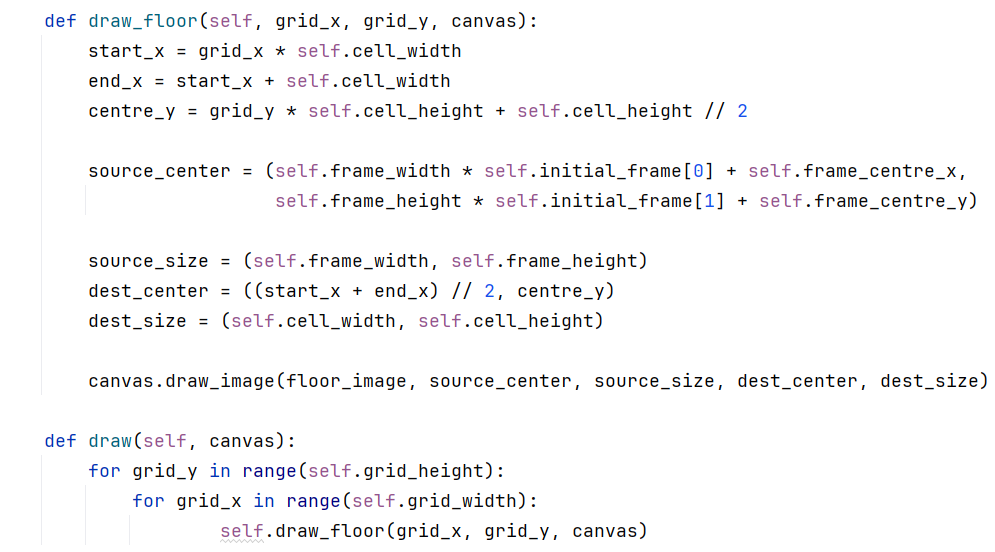 def draw_floor(self, grid_x, grid_y, canvas):
    start_x = grid_x * self.cell_width
    end_x = start_x + self.cell_width
    centre_y = grid_y * self.cell_height + self.cell_height // 2

    source_center = (self.frame_width * self.initial_frame[0] + self.frame_centre_x,
                     self.frame_height * self.initial_frame[1] + self.frame_centre_y)

    source_size = (self.frame_width, self.frame_height)
    dest_center = ((start_x + end_x) // 2, centre_y)
    dest_size = (self.cell_width, self.cell_height)

    canvas.draw_image(floor_image, source_center, source_size, dest_center, dest_size)

def draw(self, canvas):
    for grid_y in range(self.grid_height):
        for grid_x in range(self.grid_width):
                self.draw_floor(grid_x, grid_y, canvas)